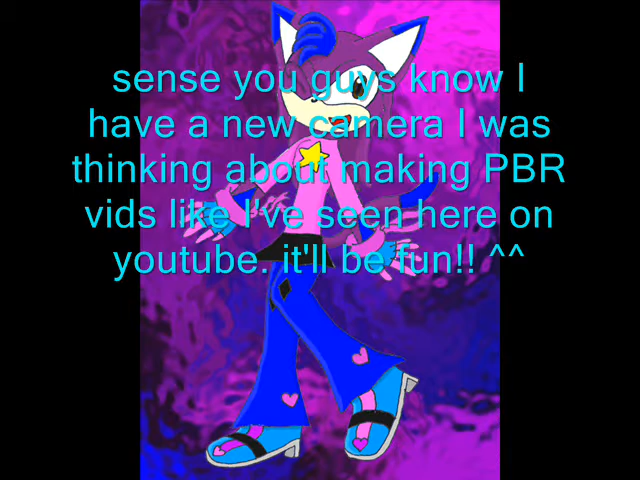 sense you guys know I
have a new camera I was
thinking about making PBR
vids like I've seen here on
youtube. it'll be fun!! ^^